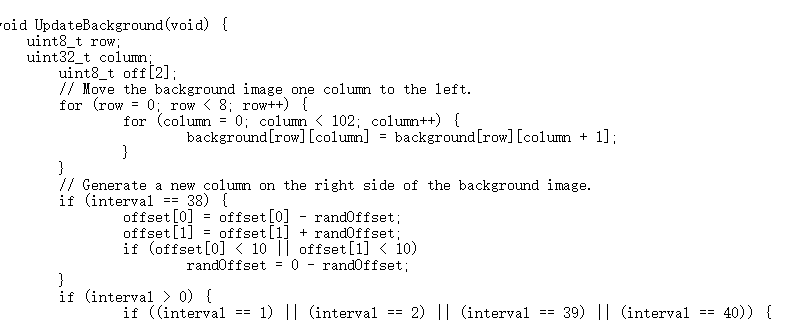 void UpdateBackground(void) {
uint8_t row;
uint32_t column;
uint8_t off[2];
// Move the background image one column to the left.
for (row = 0; row < 8; row++) {
for (column = 0; column < 102; column++) {
background[row][column] = background[row][column + 1];
}
}
// Generate a new column on the right side of the background image.
if (interval == 38) {
offset[0] = offset[0] - randOffset;
offset[1] = offset[1] + randOffset;
if (offset[0] < 10 || offset[1] < 10)
randOffset = 0 - randOffset;
}
if (interval > 0) {
if ((interval == 1) || (interval == 2) || (interval == 39) || (interval == 40)) {